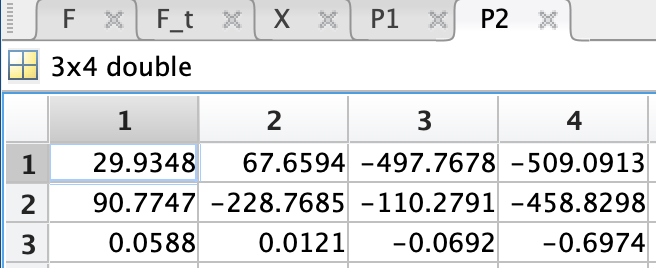 F F_t X P1 P2
3x4 double
1 2 3 4
1 29.9348 67.6594 -497.7678 -509.0913
2 90.7747 -228.7685 -110.2791 -458.8298
3 0.0588 0.0121 -0.0692 -0.6974